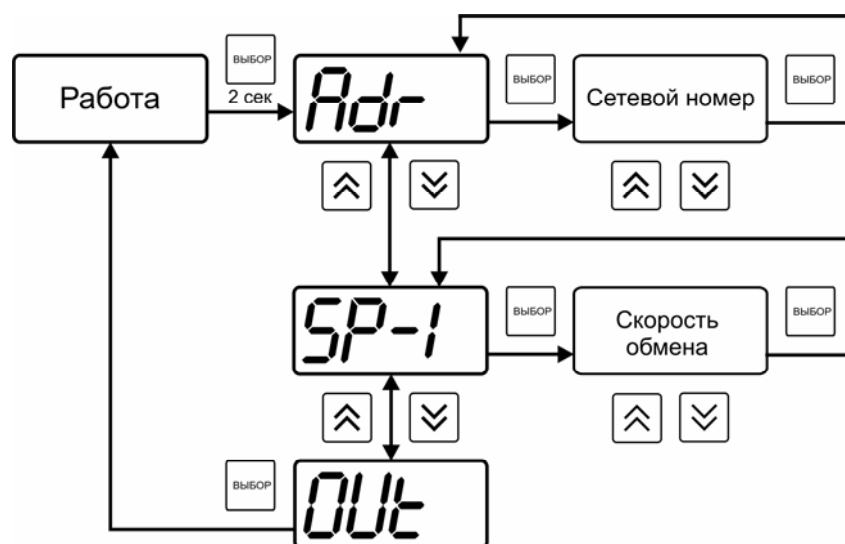 ВЫБОР
2 сек
Работа
Adr
ВЫБОР
Сетевой номер
ВЫБОР
SP-1
ВЫБОР
Скорость
обмена
ВЫБОР
ВЫБОР
OUt